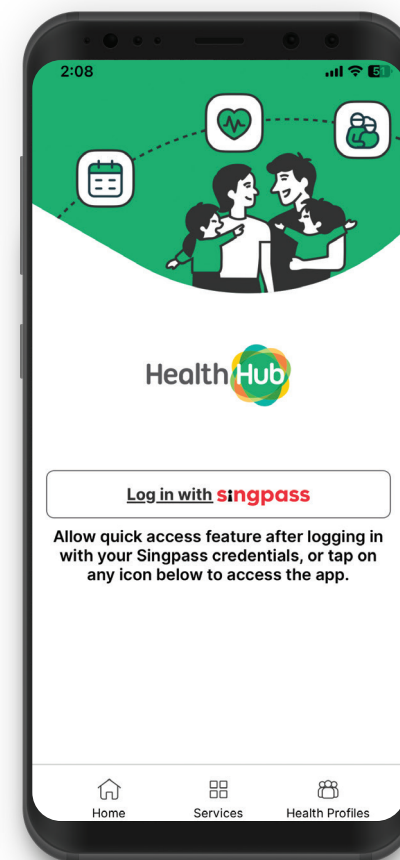 2:08
51
HealthHub
Log in with singpass
Allow quick access feature after logging in
with your Singpass credentials, or tap on
any icon below to access the app.
Home Services Health Profiles